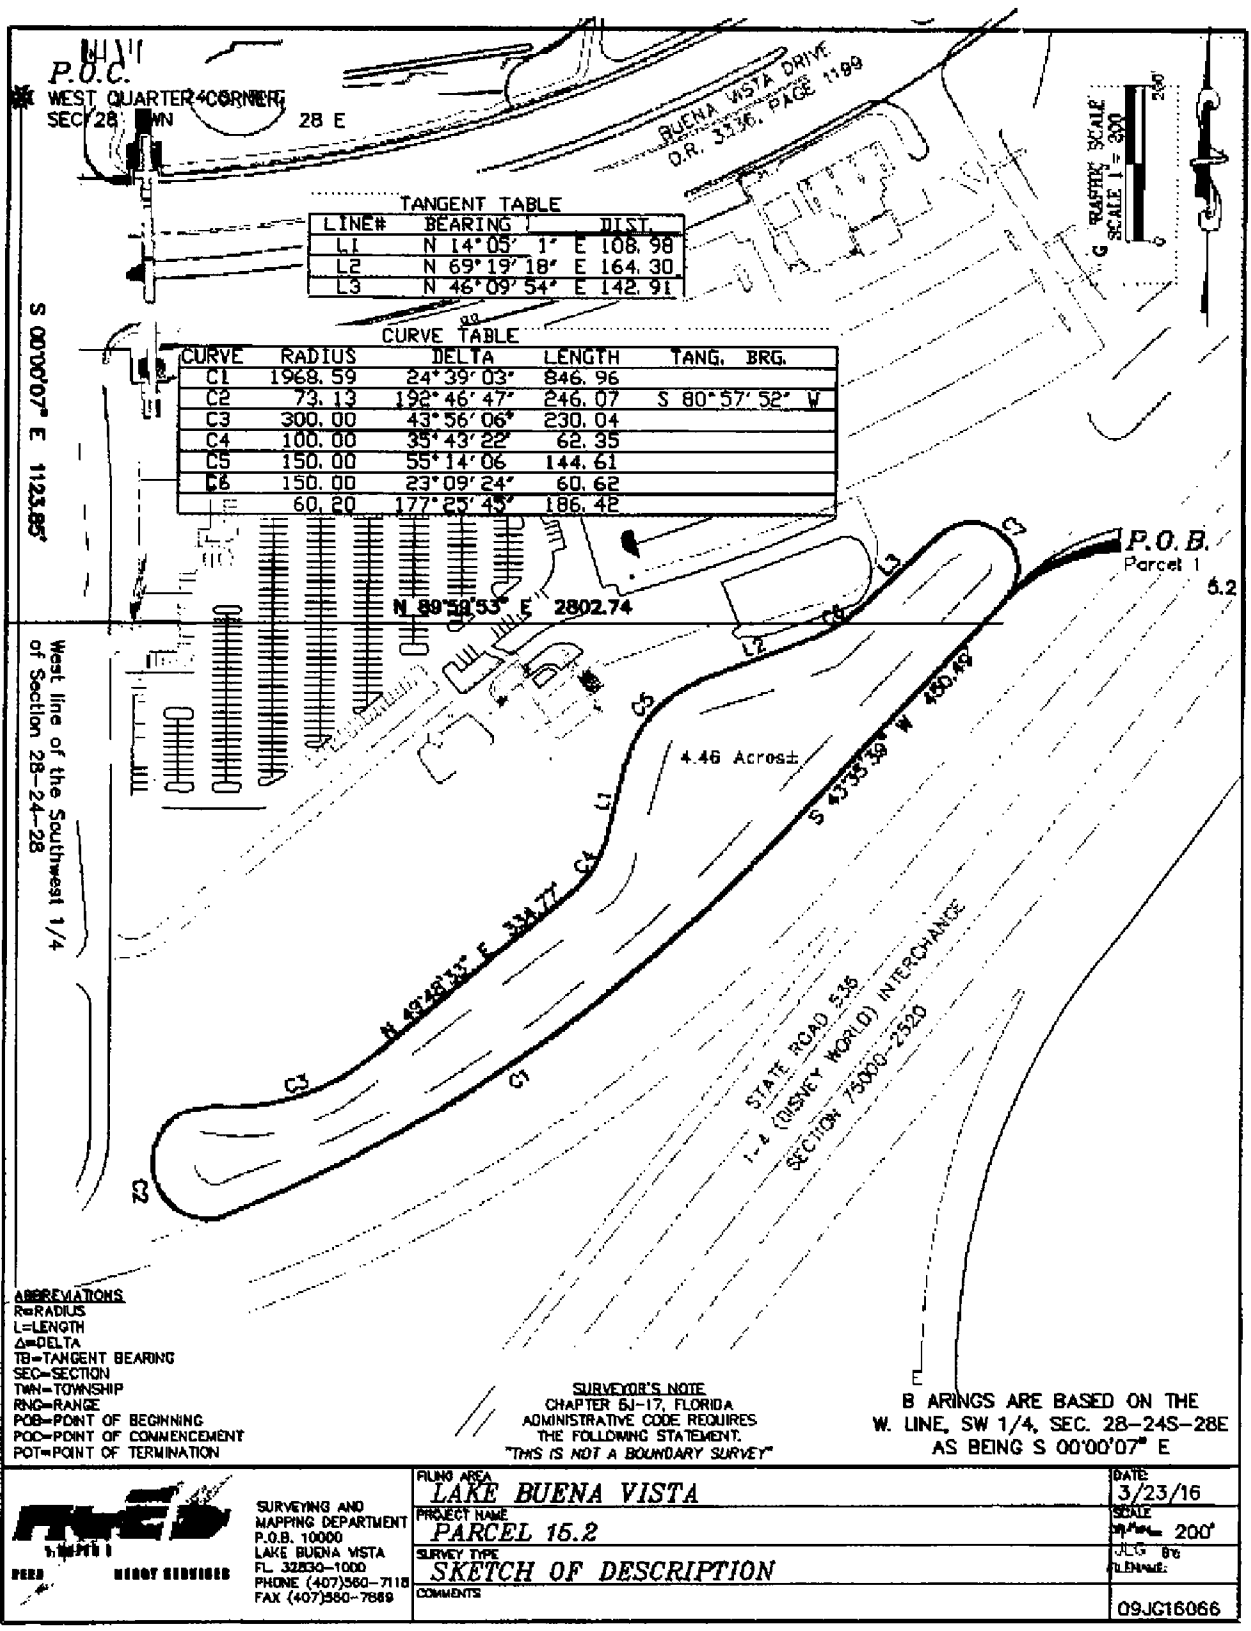 P.O.C.
WEST QUARTER CORNER
SEC 28 WN 28 E
BUENA VISTA DRIVE
O.R. 3336, PAGE 1199
SCALE 1"= 200
200'
0
TANGENT TABLE
LINE# BEARING DIST.
L1 N 14°05' 1" E 108.98
L2 N 69°19'18" E 164.30
L3 N 46°09'54" E 142.91
CURVE TABLE
CURVE RADIUS DELTA LENGTH TANG. BRG.
C1 1968.59 24°39'03" 846.96
C2 73.13 192°46'47" 246.07 S 80°57'52" W
C3 300.00 43°56'06" 230.04
C4 100.00 35°43'22" 62.35
C5 150.00 55°14'06 144.61
C6 150.00 23°09'24" 60.62
60.20 177°25'45" 186.42
S 00'00'07" E 1123.85'
N 89°59'53" E 2802.74
West line of the Southwest 1/4
of Section 28-24-28
P.O.B.
Parcel 1
5.2
C7
L3
C6
L2
C5
4.46 Acres±
S 43°35'39" W 450.49
L1
C4
N 49°48'33" E 334.77'
C3
C1
C2
STATE ROAD 536
I-4 (DISNEY WORLD) INTERCHANGE
SECTION 75000-2520
ABBREVIATIONS
R=RADIUS
L=LENGTH
Δ=DELTA
TB=TANGENT BEARING
SEC=SECTION
TWN=TOWNSHIP
RNG=RANGE
POB=POINT OF BEGINNING
POC=POINT OF COMMENCEMENT
POT=POINT OF TERMINATION
SURVEYOR'S NOTE
CHAPTER 5J-17, FLORIDA
ADMINISTRATIVE CODE REQUIRES
THE FOLLOWING STATEMENT.
"THIS IS NOT A BOUNDARY SURVEY"
E
B ARINGS ARE BASED ON THE
W. LINE, SW 1/4, SEC. 28-24S-28E
AS BEING S 00'00'07" E
SURVEYING AND
MAPPING DEPARTMENT
P.O.B. 10000
LAKE BUENA VISTA
FL 32830-1000
PHONE (407)560-7118
FAX (407)560-7669
FILING AREA
LAKE BUENA VISTA
PROJECT NAME
PARCEL 15.2
SURVEY TYPE
SKETCH OF DESCRIPTION
COMMENTS
DATE
3/23/16
SCALE
200'
JLG
FILENAME:
09JG16066